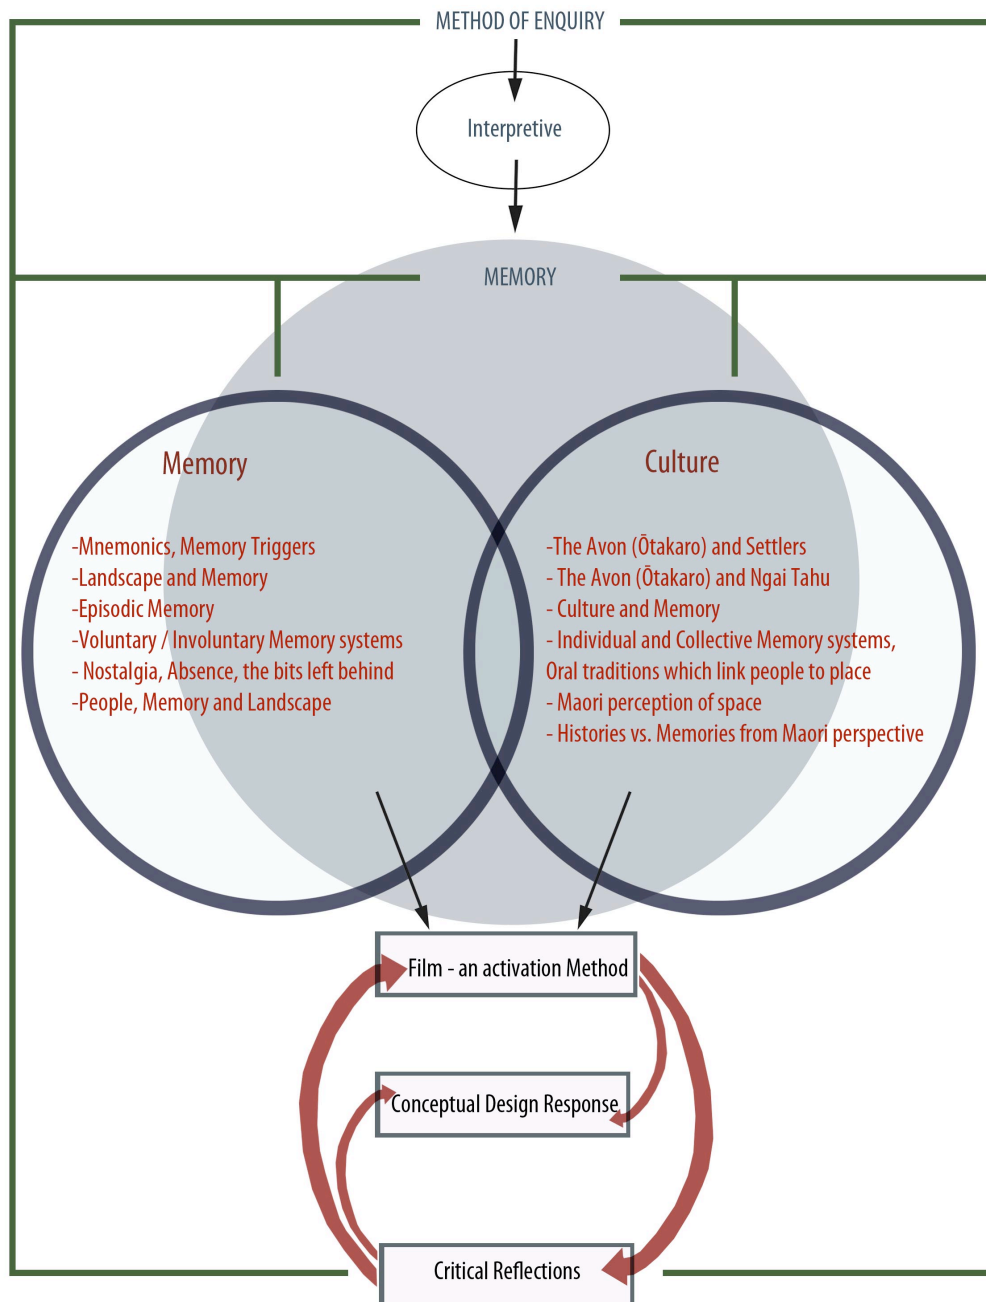 METHOD OF ENQUIRY
Interpretive
MEMORY
Memory
-Mnemonics, Memory Triggers
-Landscape and Memory
-Episodic Memory
-Voluntary / Involuntary Memory systems
- Nostalgia, Absence, the bits left behind
-People, Memory and Landscape
Culture
-The Avon (Ōtakaro) and Settlers
- The Avon (Ōtakaro) and Ngai Tahu
- Culture and Memory
- Individual and Collective Memory systems,
Oral traditions which link people to place
- Maori perception of space
- Histories vs. Memories from Maori perspective
Film - an activation Method
Conceptual Design Response
Critical Reflections